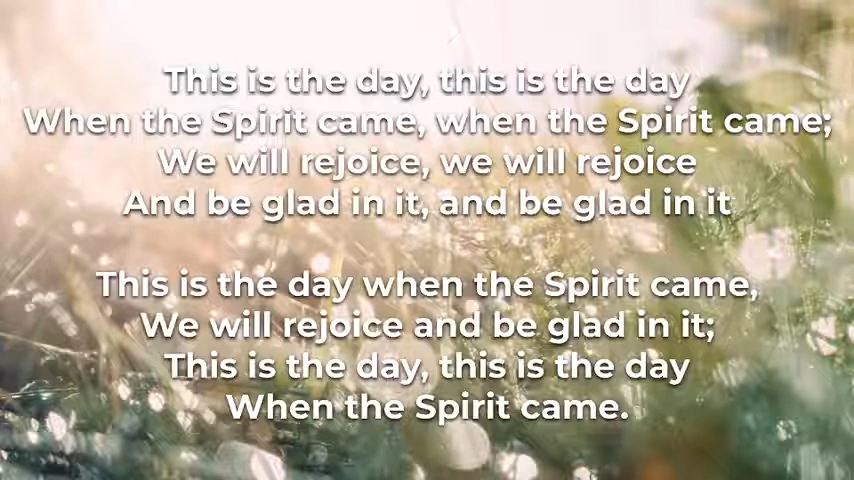 This is the day, this is the day
When the Spirit came, when the Spirit came;
We will rejoice, we will rejoice
And be glad in it, and be glad in it
This is the day when the Spirit came,
We will rejoice and be glad in it;
This is the day, this is the day
When the Spirit came.